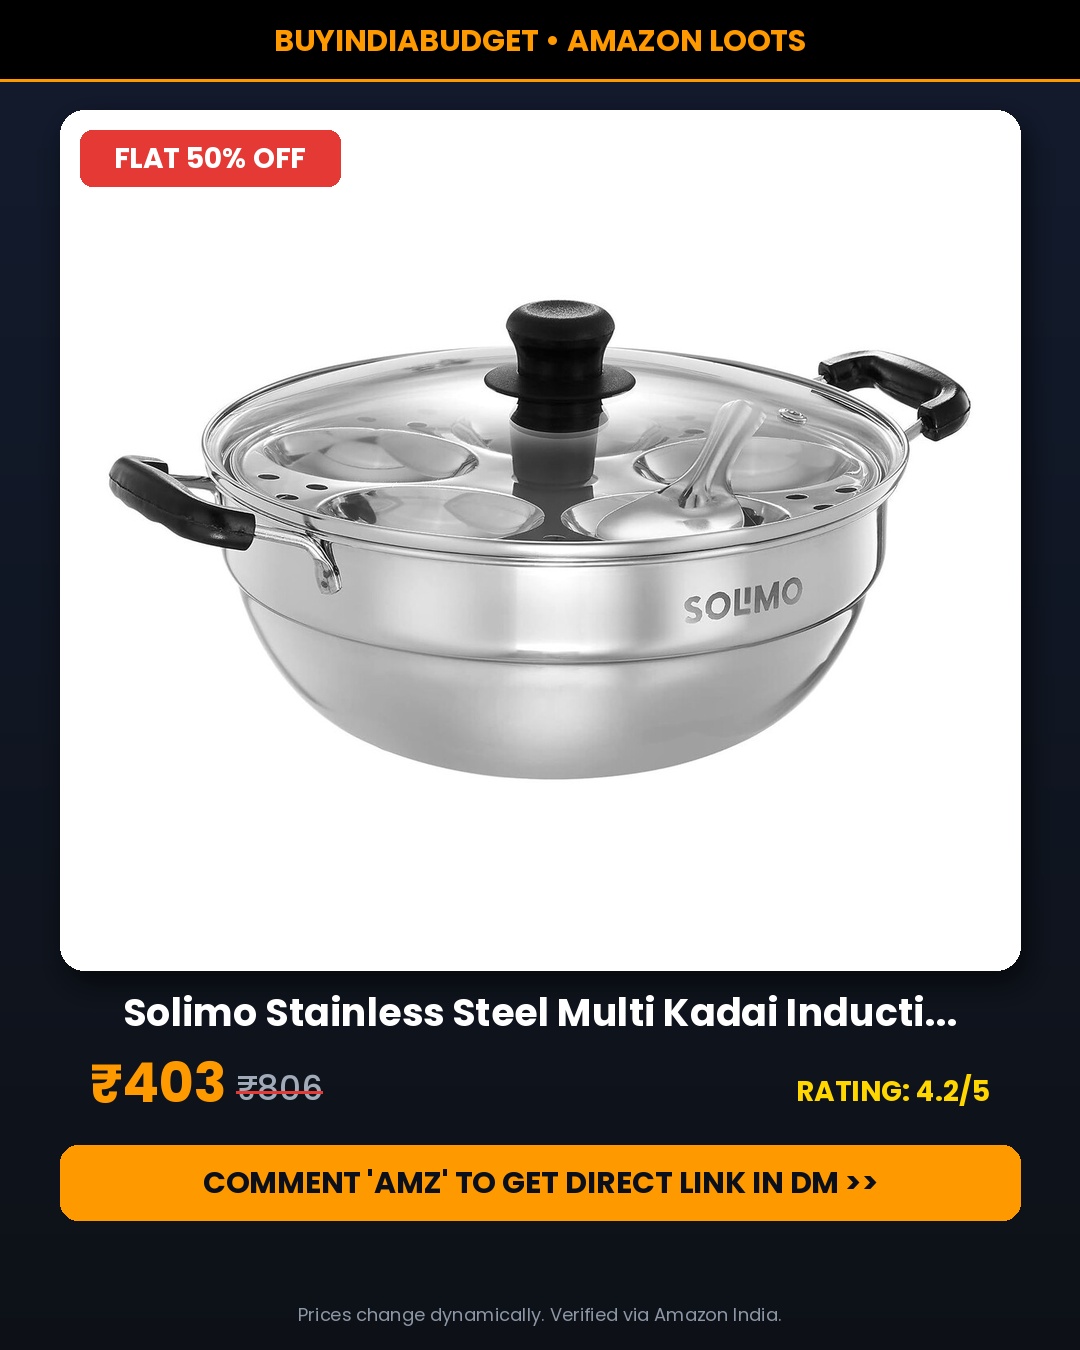 BUYINDIABUDGET • AMAZON LOOTS
FLAT 50% OFF
SOLIMO
Solimo Stainless Steel Multi Kadai Inducti...
₹403 ₹806
RATING: 4.2/5
COMMENT 'AMZ' TO GET DIRECT LINK IN DM >>
Prices change dynamically. Verified via Amazon India.